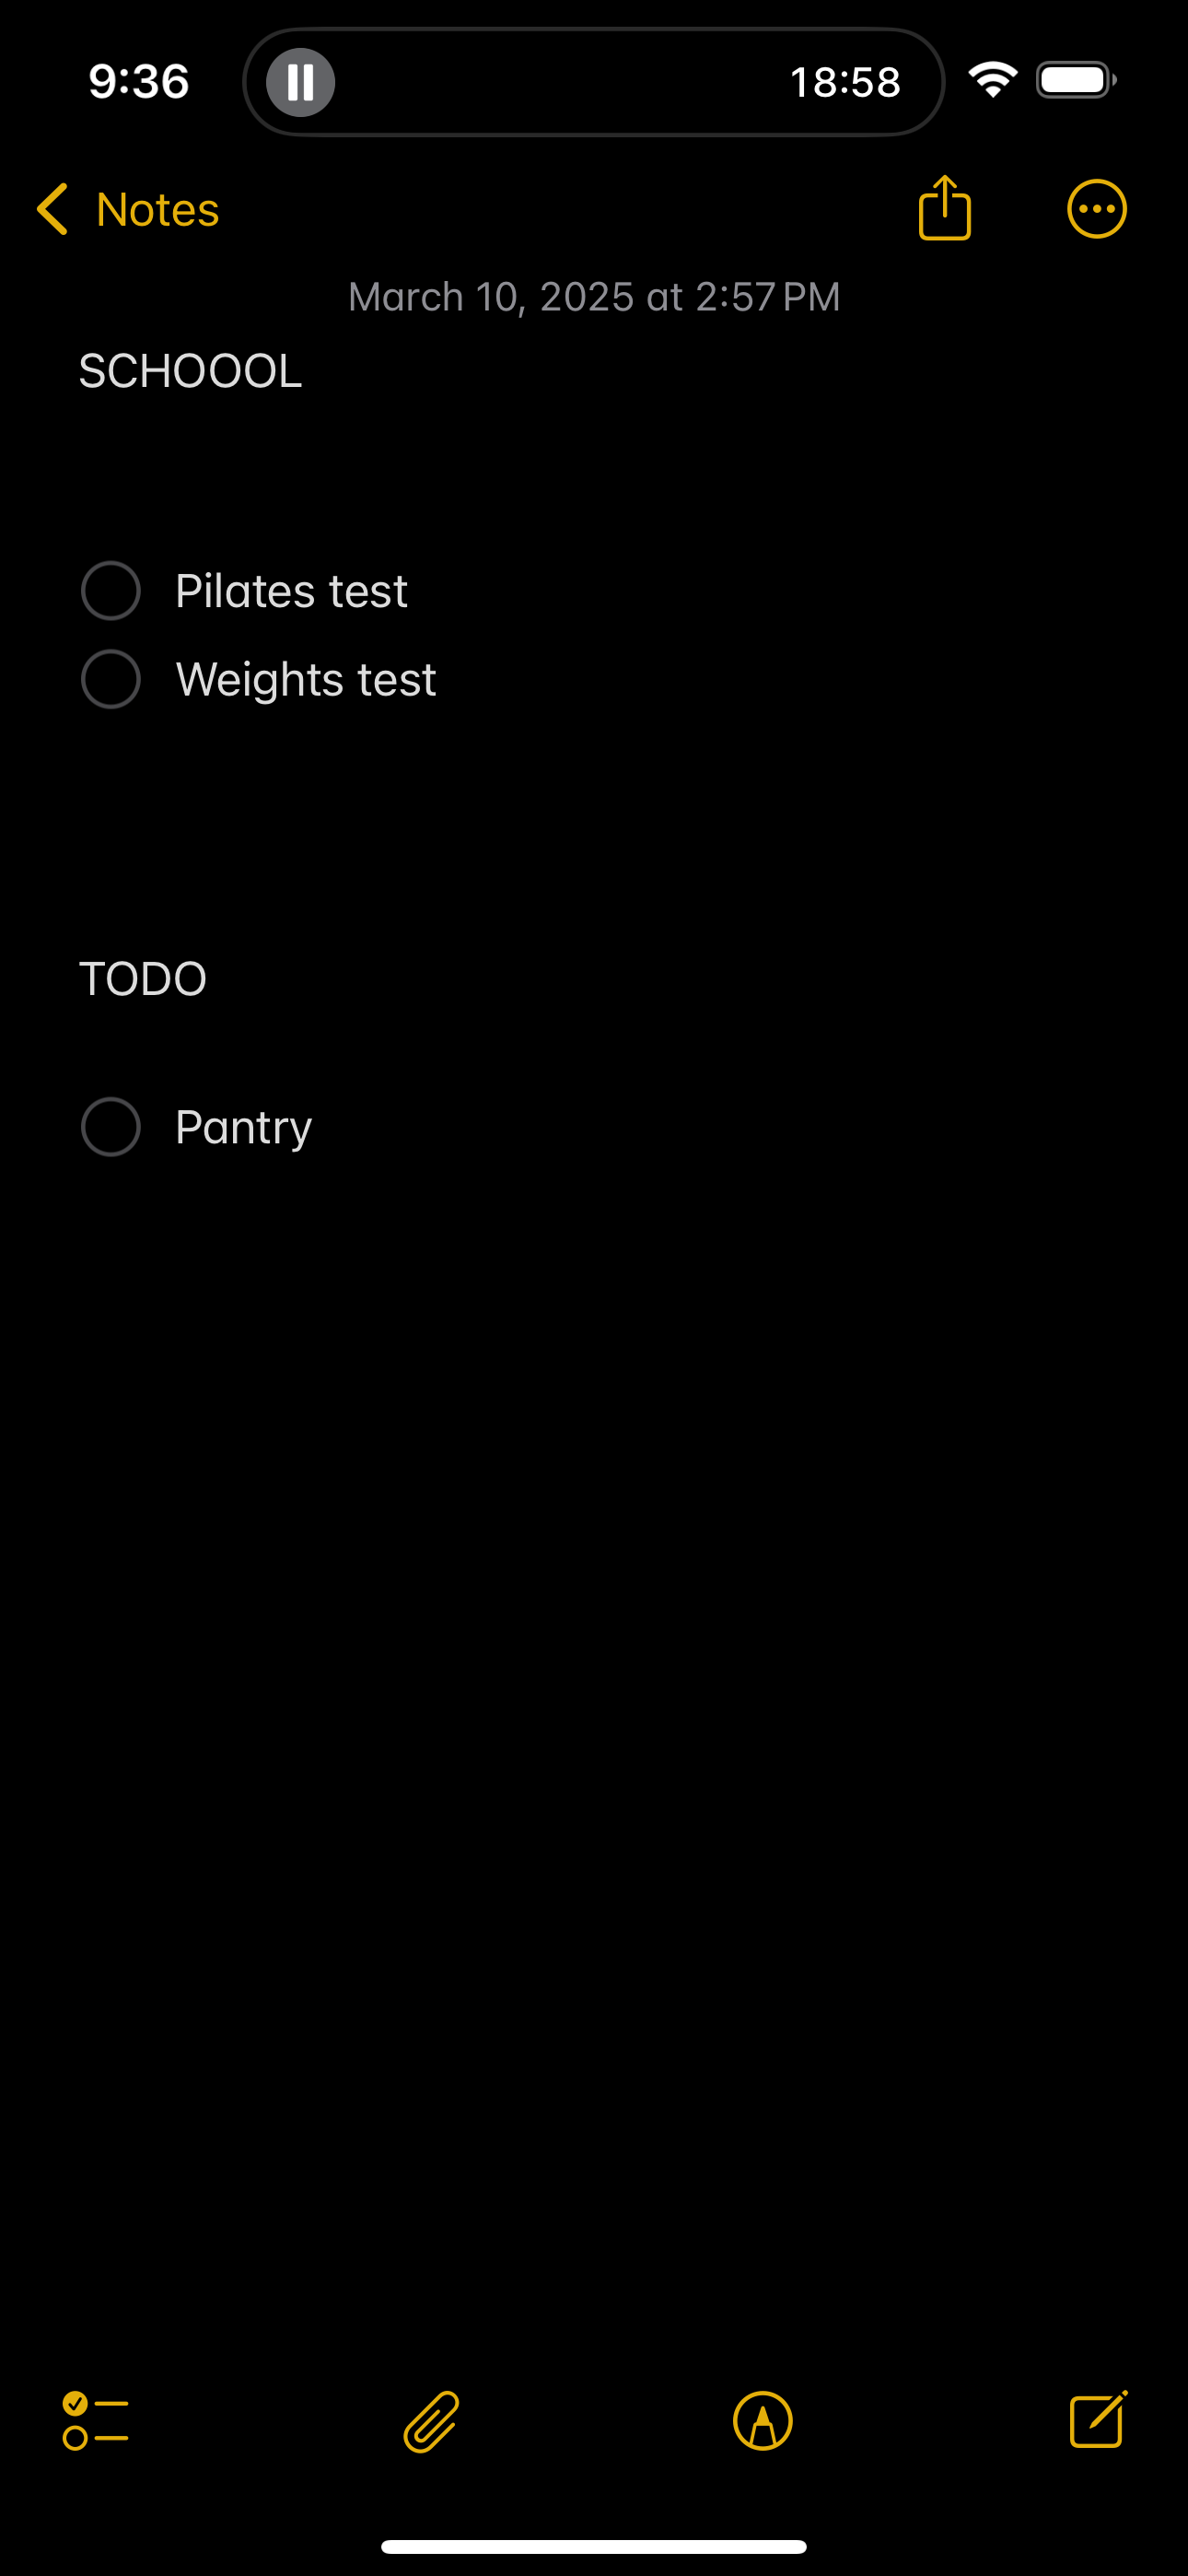 9:36
18:58
Notes
March 10, 2025 at 2:57 PM
SCHOOOL
Pilates test
Weights test
TODO
Pantry